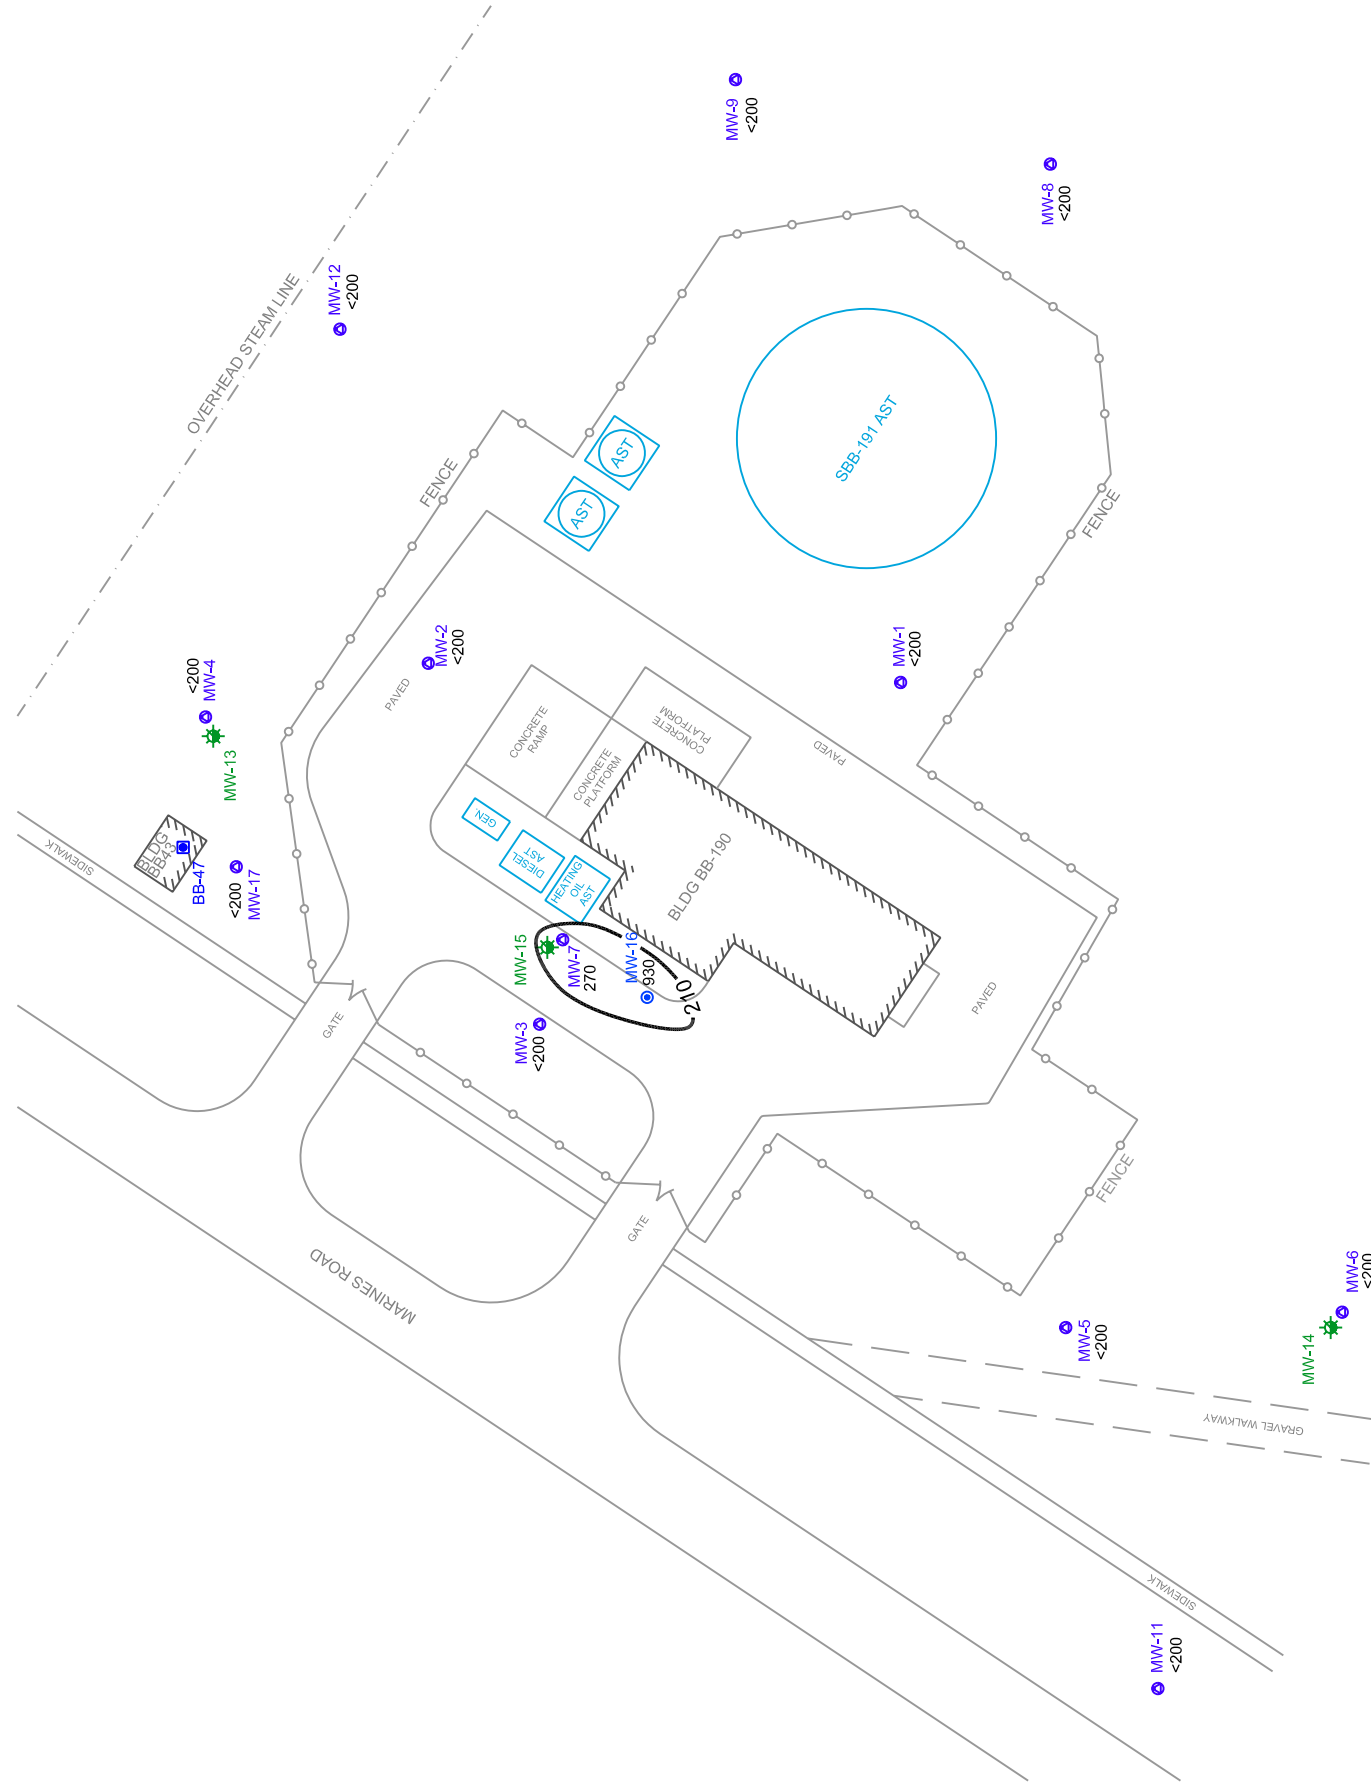 MW-9
<200
MW-8
<200
MW-12
<200
OVERHEAD STEAM LINE
FENCE
AST
AST
SBB-191 AST
FENCE
MW-2
<200
MW-1
<200
<200
MW-4
MW-13
PAVED
CONCRETE
RAMP
CONCRETE
PLATFORM
CONCRETE
PLATFORM
PAVED
GEN.
DIESEL
AST
HEATING
OIL
AST
BLDG BB-190
BLDG
BB43
BB-47
<200
MW-17
SIDEWALK
MW-15
MW-7
270
MW-16
930
210
MW-3
<200
GATE
PAVED
GATE
FENCE
MARINES ROAD
MW-6
<200
MW-5
<200
MW-14
GRAVEL WALKWAY
SIDEWALK
MW-11
<200